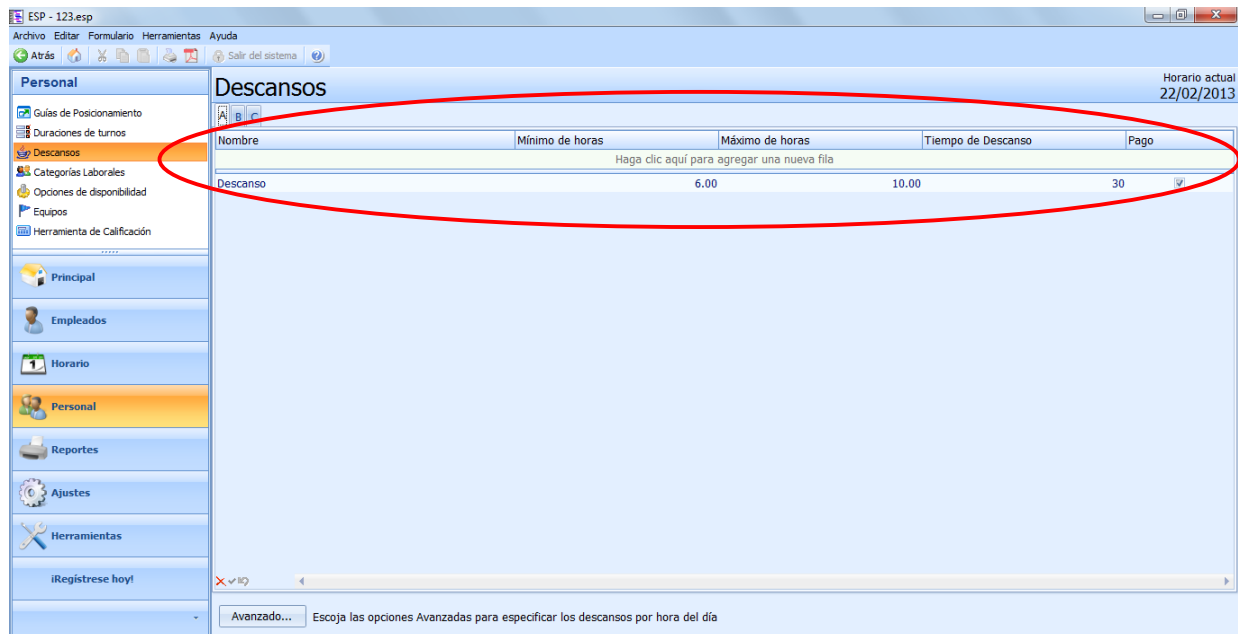 ESP - 123.esp
Archivo Editar Formulario Herramientas Ayuda
Atrás Salir del sistema
Personal
Guías de Posicionamiento
Duraciones de turnos
Descansos
Categorías Laborales
Opciones de disponibilidad
Equipos
Herramienta de Calificación
Principal
Empleados
1 Horario
Personal
Reportes
Ajustes
Herramientas
¡Regístrese hoy!
Descansos
Horario actual
22/02/2013
A B C
Nombre Mínimo de horas Máximo de horas Tiempo de Descanso Pago
Haga clic aquí para agregar una nueva fila
Descanso 6.00 10.00 30
Avanzado... Escoja las opciones Avanzadas para especificar los descansos por hora del día